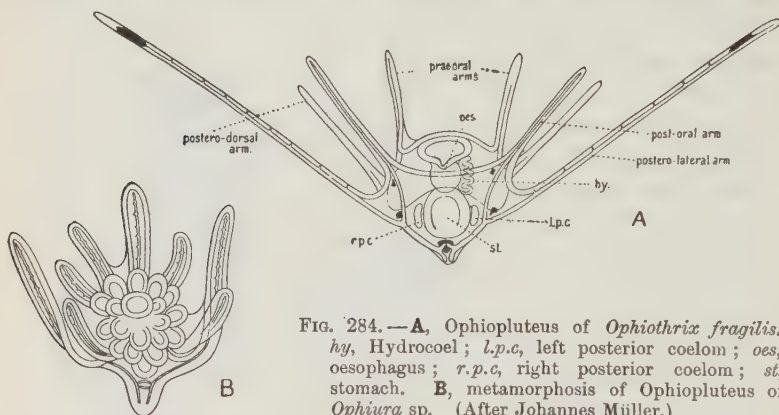 praeoral
arms
oes.
postero-dorsal
arm.
post-oral arm
postero-lateral arm
hy.
r.p.c
l.p.c
st.
A
B
FIG. 284.—A, Ophiopluteus of Ophiothrix fragilis.
hy, Hydrocoel; l.p.c, left posterior coelom; oes,
oesophagus; r.p.c, right posterior coelom; st.
stomach. B, metamorphosis of Ophiopluteus of
Ophiura sp. (After Johannes Müller.)